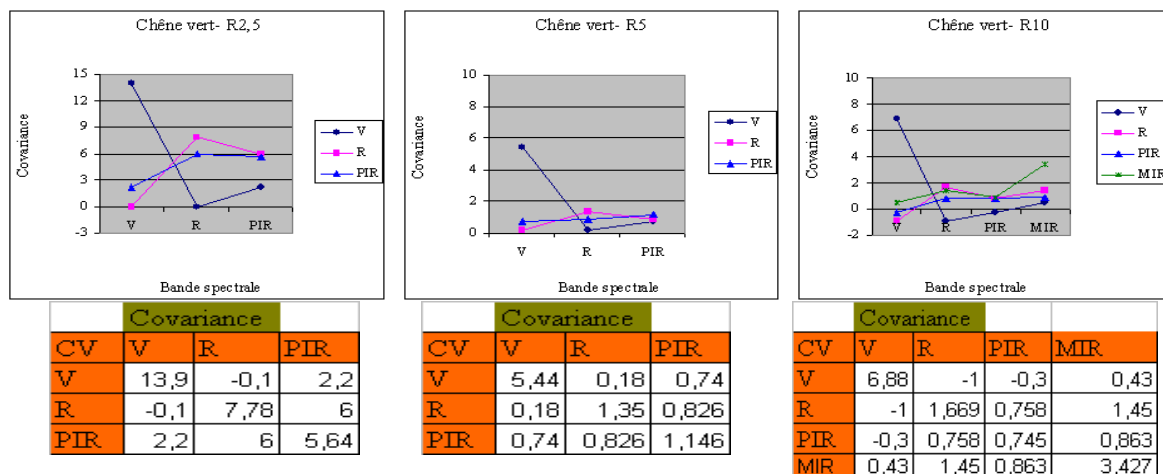 Chêne vert- R2,5
15
12
9
6
3
0
-3
Covariance
V R PIR
Bande spectrale
V
R
PIR
Chêne vert- R5
10
8
6
4
2
0
Covariance
V R PIR
Bande spectrale
V
R
PIR
Chêne vert- R10
10
8
6
4
2
0
-2
Covariance
V R PIR MIR
Bande spectrale
V
R
PIR
MIR
Covariance
CV V R PIR
V 13,9 -0,1 2,2
R -0,1 7,78 6
PIR 2,2 6 5,64
Covariance
CV V R PIR
V 5,44 0,18 0,74
R 0,18 1,35 0,826
PIR 0,74 0,826 1,146
Covariance
CV V R PIR MIR
V 6,88 -1 -0,3 0,43
R -1 1,669 0,758 1,45
PIR -0,3 0,758 0,745 0,863
MIR 0,43 1,45 0,863 3,427